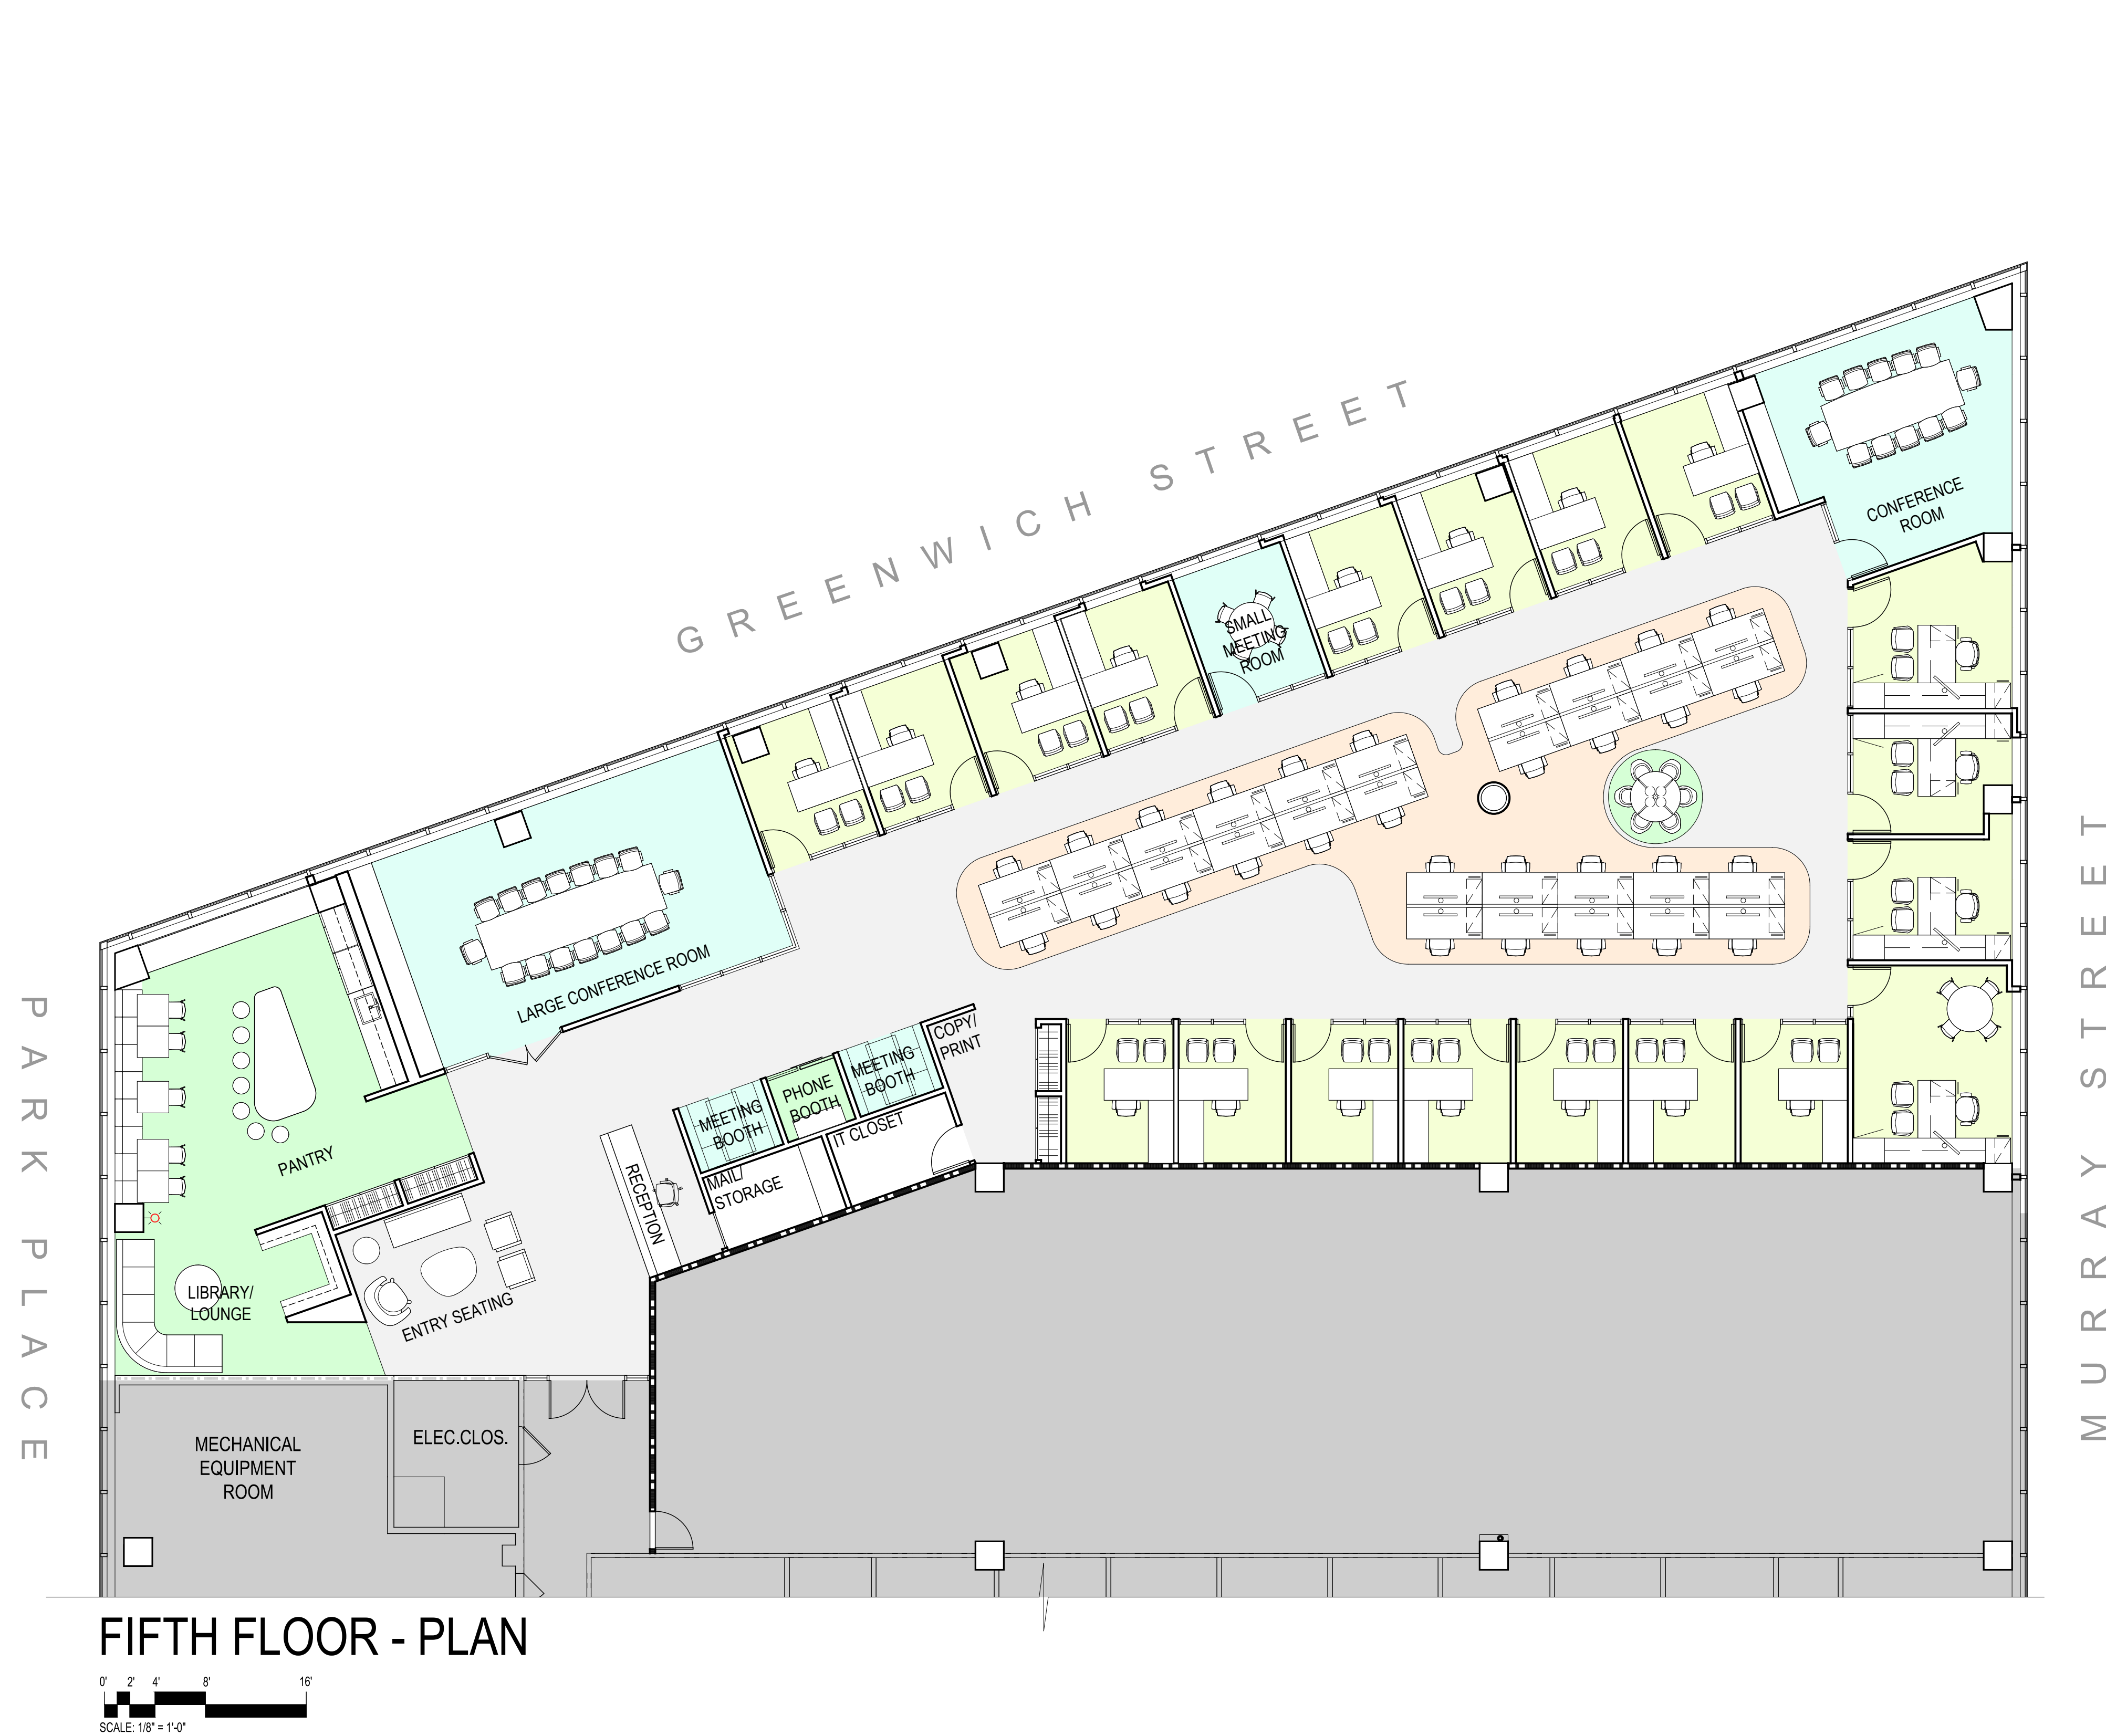 GREENWICH STREET
CONFERENCE
ROOM
SMALL
MEETING
ROOM
LARGE CONFERENCE ROOM
COPY/
PRINT
MEETING
BOOTH
PHONE
BOOTH
MEETING
BOOTH
IT CLOSET
MAIL/
STORAGE
RECEPTION
PANTRY
LIBRARY/
LOUNGE
ENTRY SEATING
PARK PLACE
MURRAY STREET
MECHANICAL
EQUIPMENT
ROOM
ELEC.CLOS.
FIFTH FLOOR - PLAN
0' 2' 4' 8' 16'
SCALE: 1/8" = 1'-0"